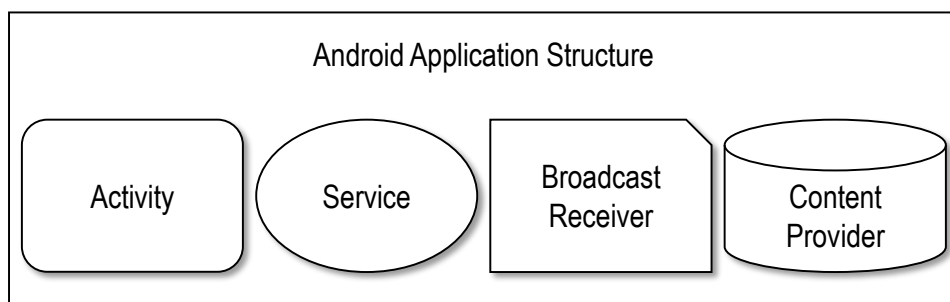 Android Application Structure
Activity
Service
Broadcast
Receiver
Content
Provider